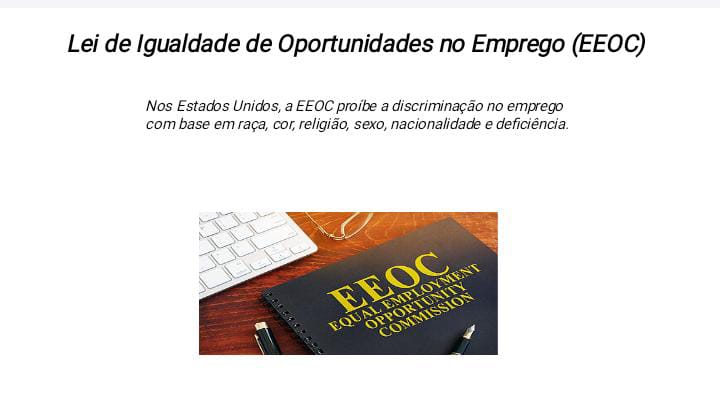 Lei de Igualdade de Oportunidades no Emprego (EEOC)
Nos Estados Unidos, a EEOC proíbe a discriminação no emprego
com base em raça, cor, religião, sexo, nacionalidade e deficiência.
EEOC
EQUAL EMPLOYMENT
OPPORTUNITY
COMMISSION